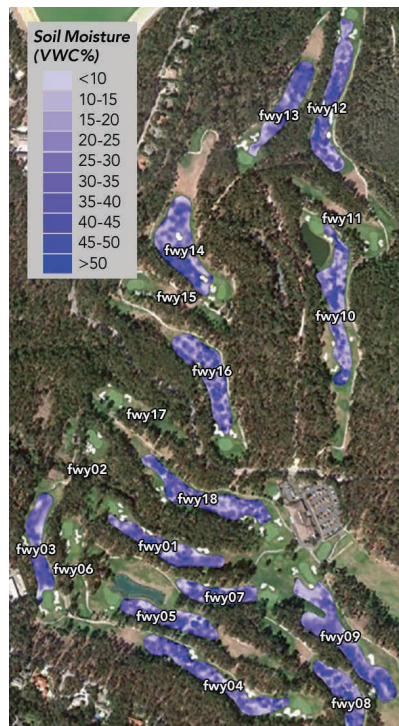 Soil Moisture
(VWC%)
<10
10-15
15-20
20-25
25-30
30-35
35-40
40-45
45-50
>50
fwy12
fwy13
fwy11
fwy14
fwy15
fwy10
fwy16
fwy17
fwy02
fwy18
fwy03
fwy01
fwy06
fwy07
fwy05
fwy09
fwy04
fwy08